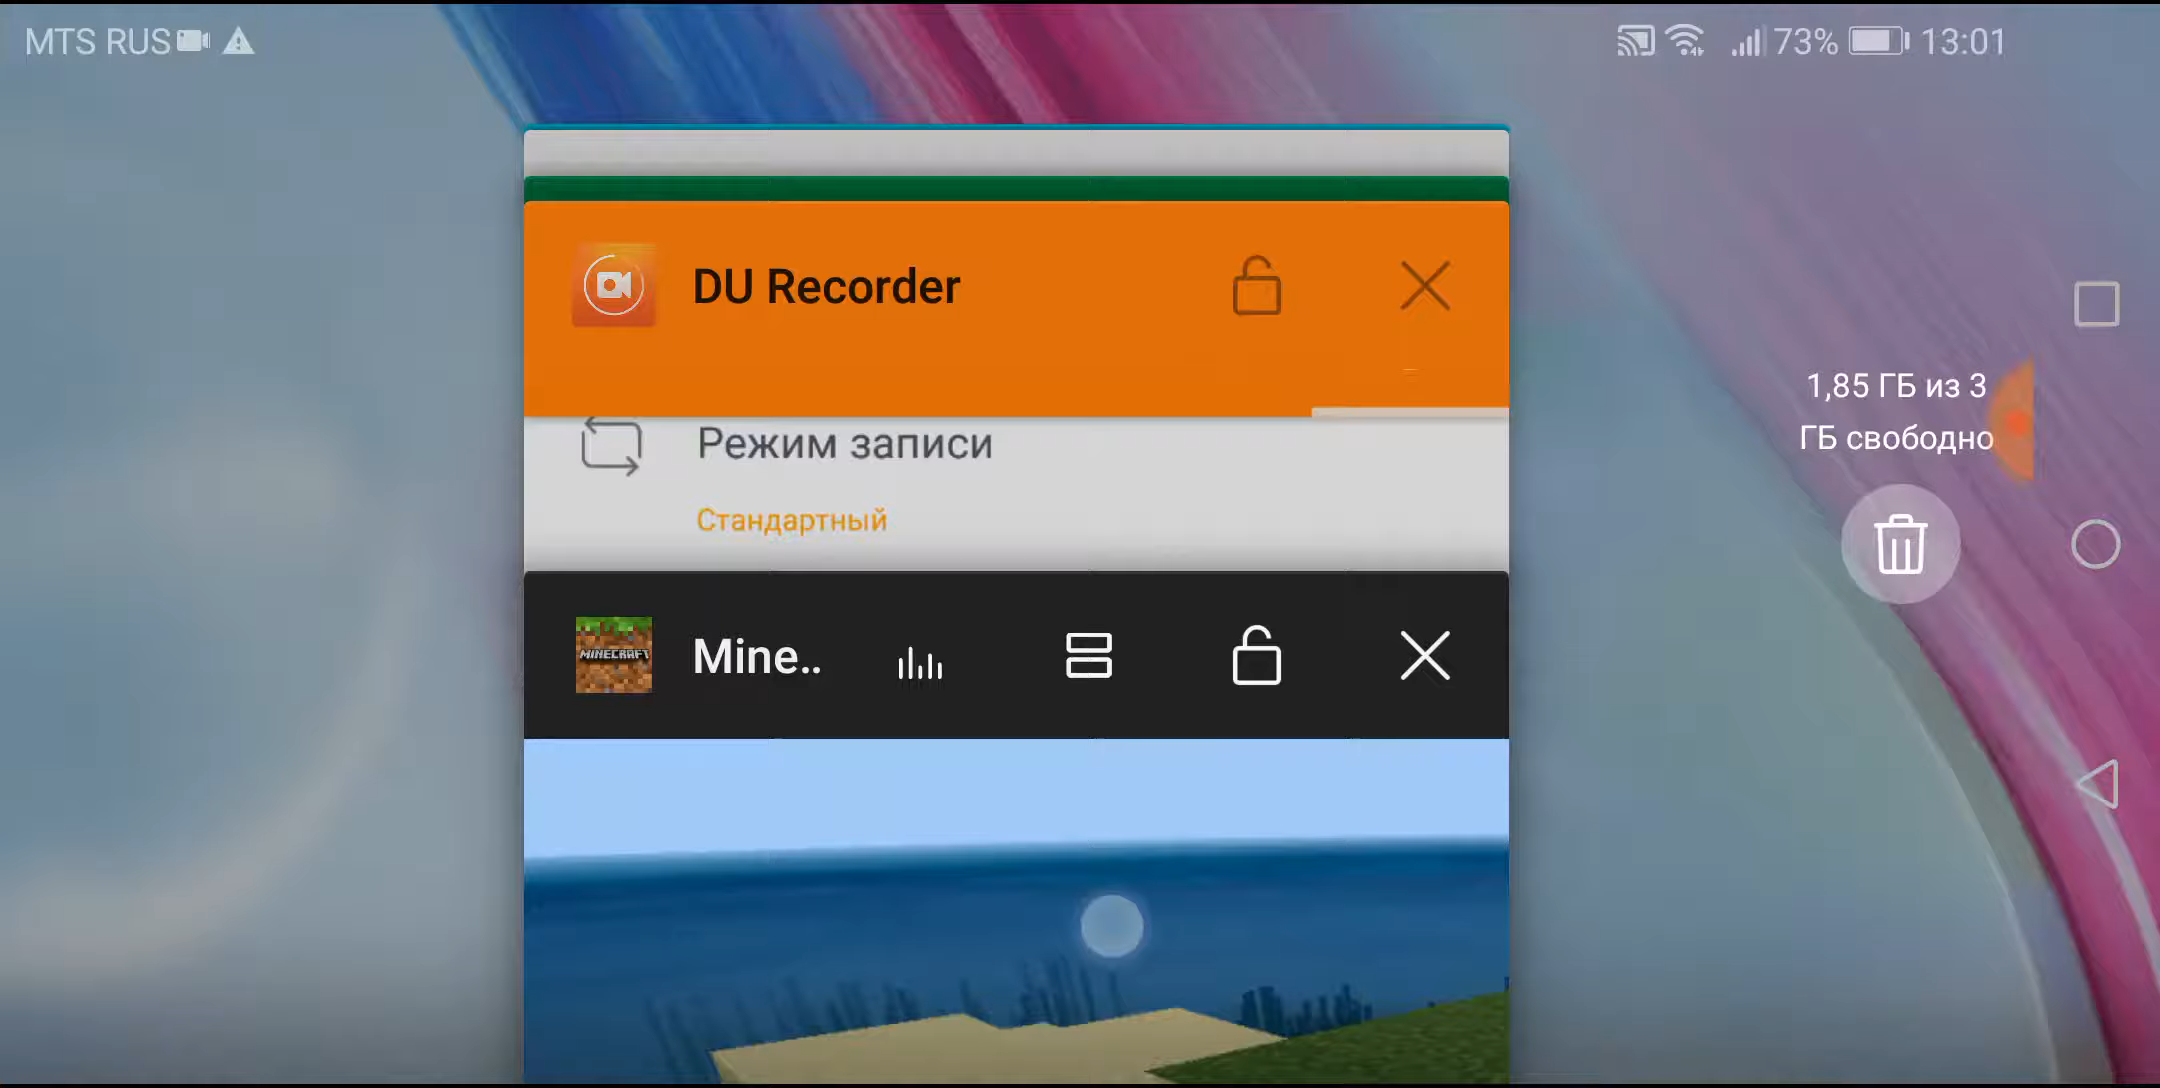 MTS RUS
73% 13:01
DU Recorder
1,85 ГБ из 3
ГБ свободно
Режим записи
Стандартный
MINECRAFT
Mine..